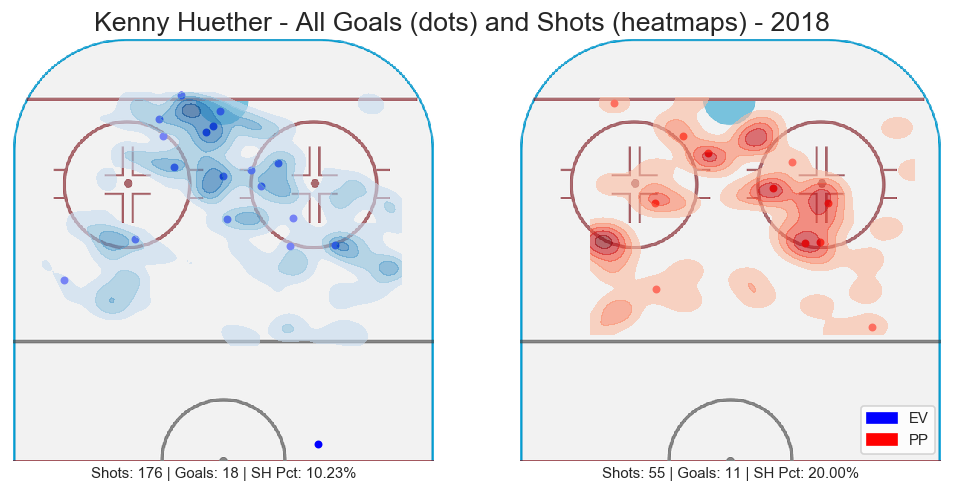 Kenny Huether - All Goals (dots) and Shots (heatmaps) - 2018
EV
PP
Shots: 176 | Goals: 18 | SH Pct: 10.23%
Shots: 55 | Goals: 11 | SH Pct: 20.00%